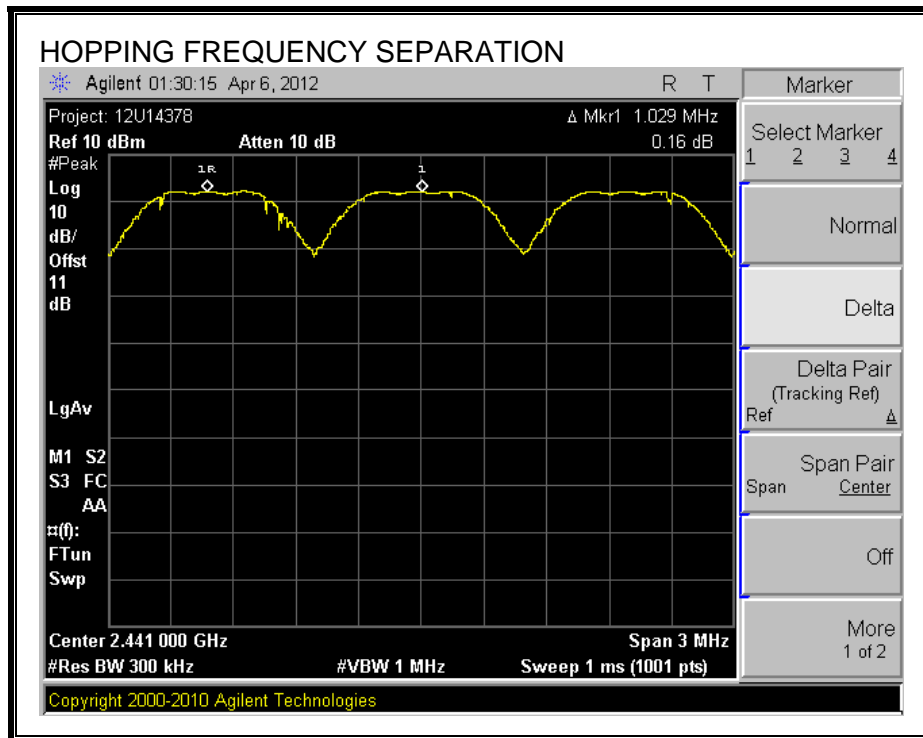 HOPPING FREQUENCY SEPARATION
Agilent 01:30:15 Apr 6, 2012 R T
Project: 12U14378 Δ Mkr1 1.029 MHz
Ref 10 dBm Atten 10 dB 0.16 dB
#Peak
Log
10
dB/
Offst
11
dB
LgAv
M1 S2
S3 FC
AA
¤(f):
FTun
Swp
1R
1
Center 2.441 000 GHz Span 3 MHz
#Res BW 300 kHz #VBW 1 MHz Sweep 1 ms (1001 pts)
Copyright 2000-2010 Agilent Technologies
Marker
Select Marker
1 2 3 4
Normal
Delta
Delta Pair
(Tracking Ref)
Ref Δ
Span Pair
Span Center
Off
More
1 of 2